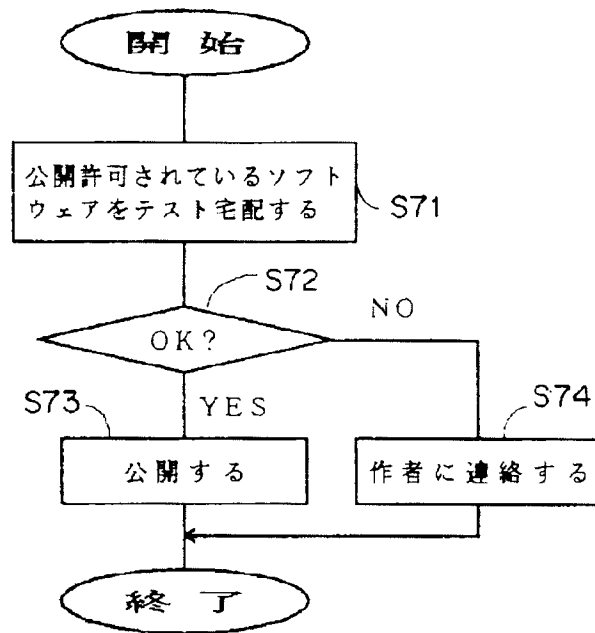 開始
公開許可されているソフト
ウェアをテスト宅配する
S71
S72
OK?
NO
YES
S73
S74
公開する
作者に連絡する
終了